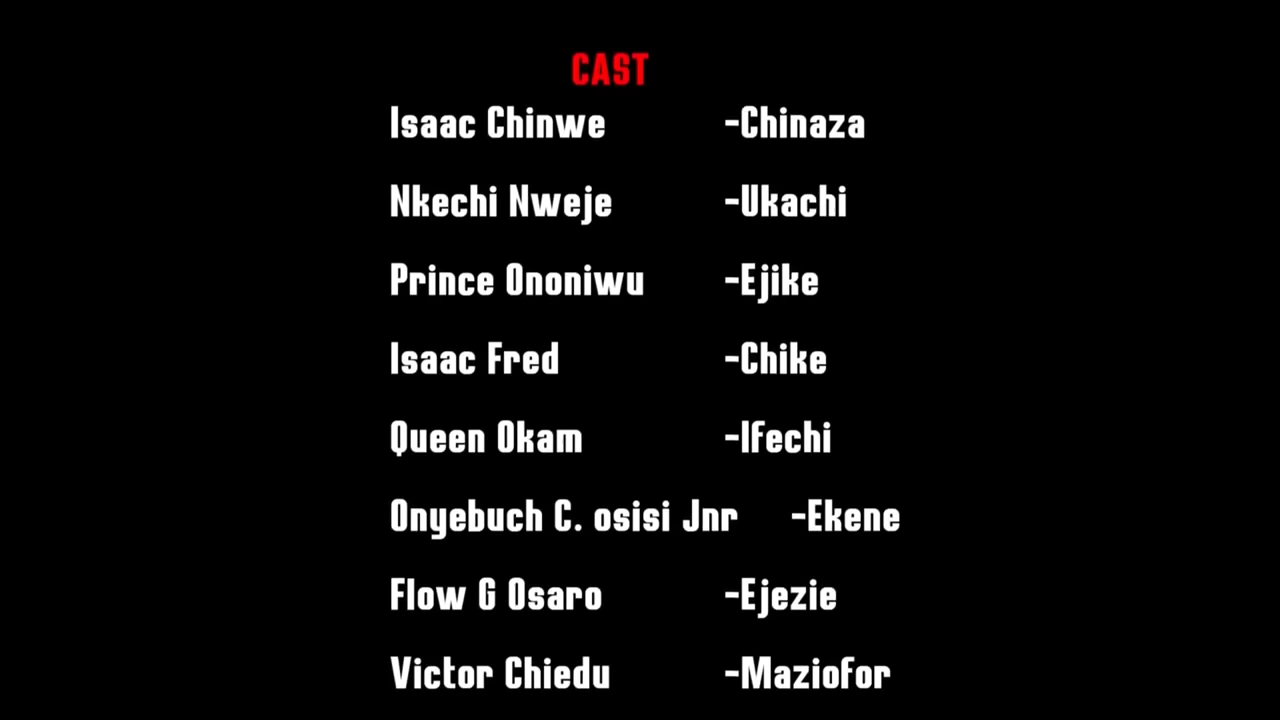 CAST
Isaac Chinwe -Chinaza
Nkechi Nweje -Ukachi
Prince Ononiwu -Ejike
Isaac Fred -Chike
Queen Okam -Ifechi
Onyebuch C. osisi Jnr -Ekene
Flow G Osaro -Ejezie
Victor Chiedu -Maziofor